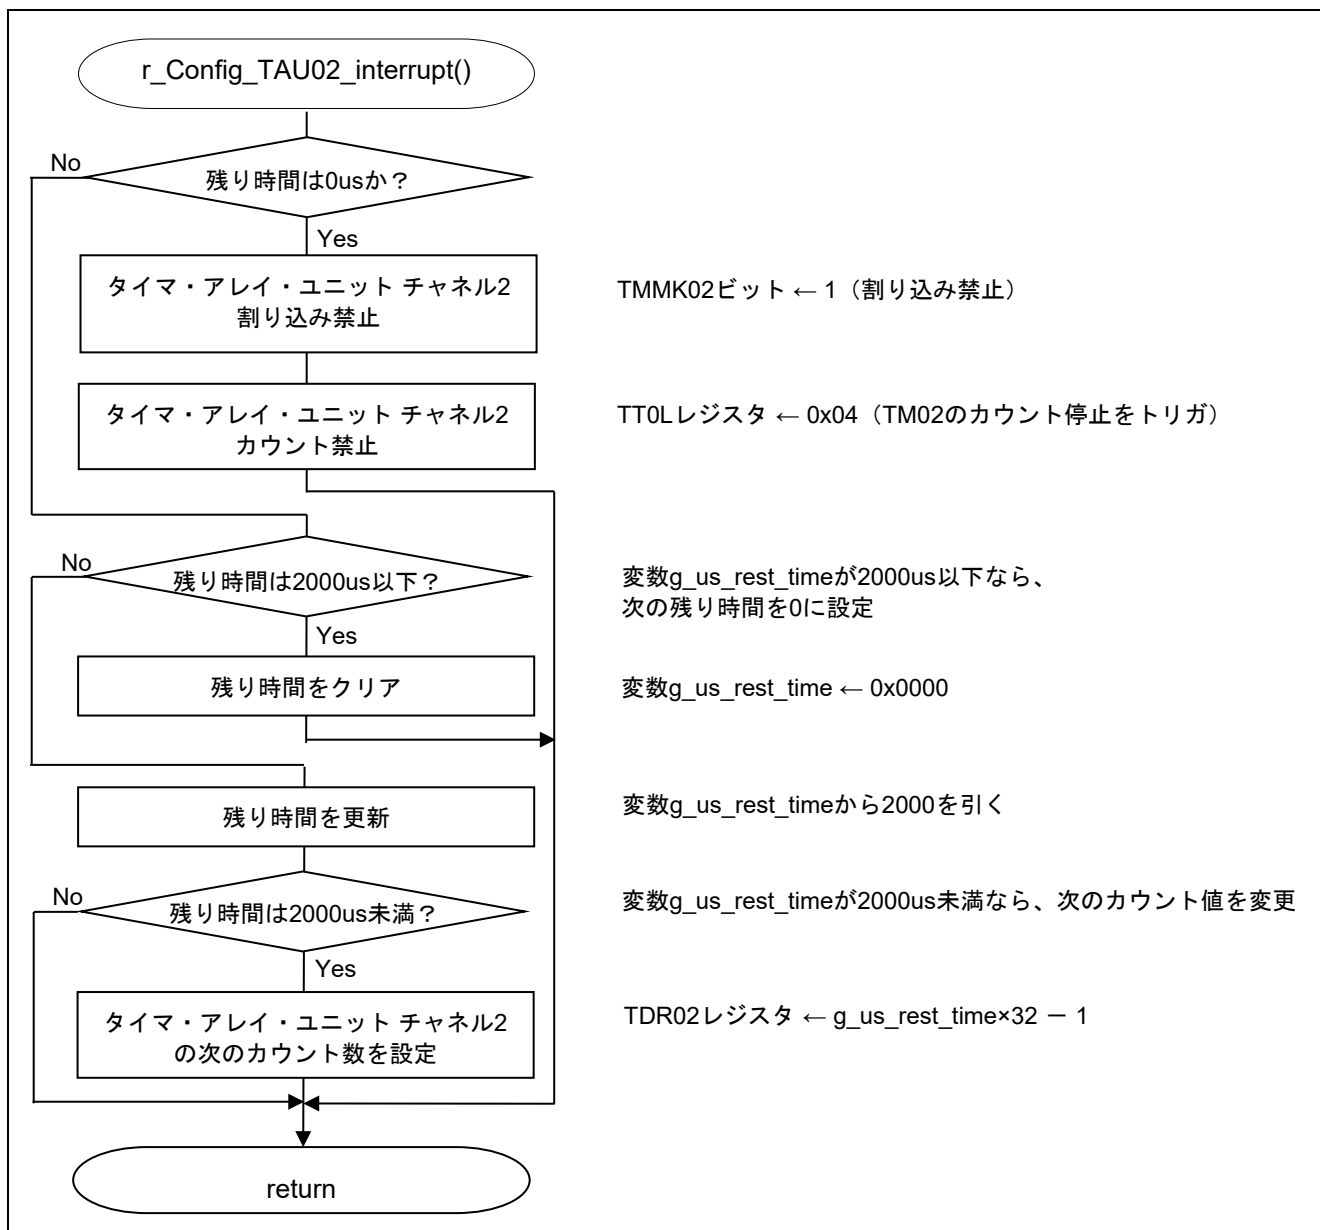 r_Config_TAU02_interrupt()
No
残り時間は0usか？
Yes
タイマ・アレイ・ユニット チャネル2
割り込み禁止
TMMK02ビット ← 1（割り込み禁止）
タイマ・アレイ・ユニット チャネル2
カウント禁止
TT0Lレジスタ ← 0x04（TM02のカウント停止をトリガ）
No
残り時間は2000us以下？
変数g_us_rest_timeが2000us以下なら、
次の残り時間を0に設定
Yes
残り時間をクリア
変数g_us_rest_time ← 0x0000
残り時間を更新
変数g_us_rest_timeから2000を引く
No
残り時間は2000us未満？
変数g_us_rest_timeが2000us未満なら、次のカウント値を変更
Yes
タイマ・アレイ・ユニット チャネル2
の次のカウント数を設定
TDR02レジスタ ← g_us_rest_time×32 － 1
return